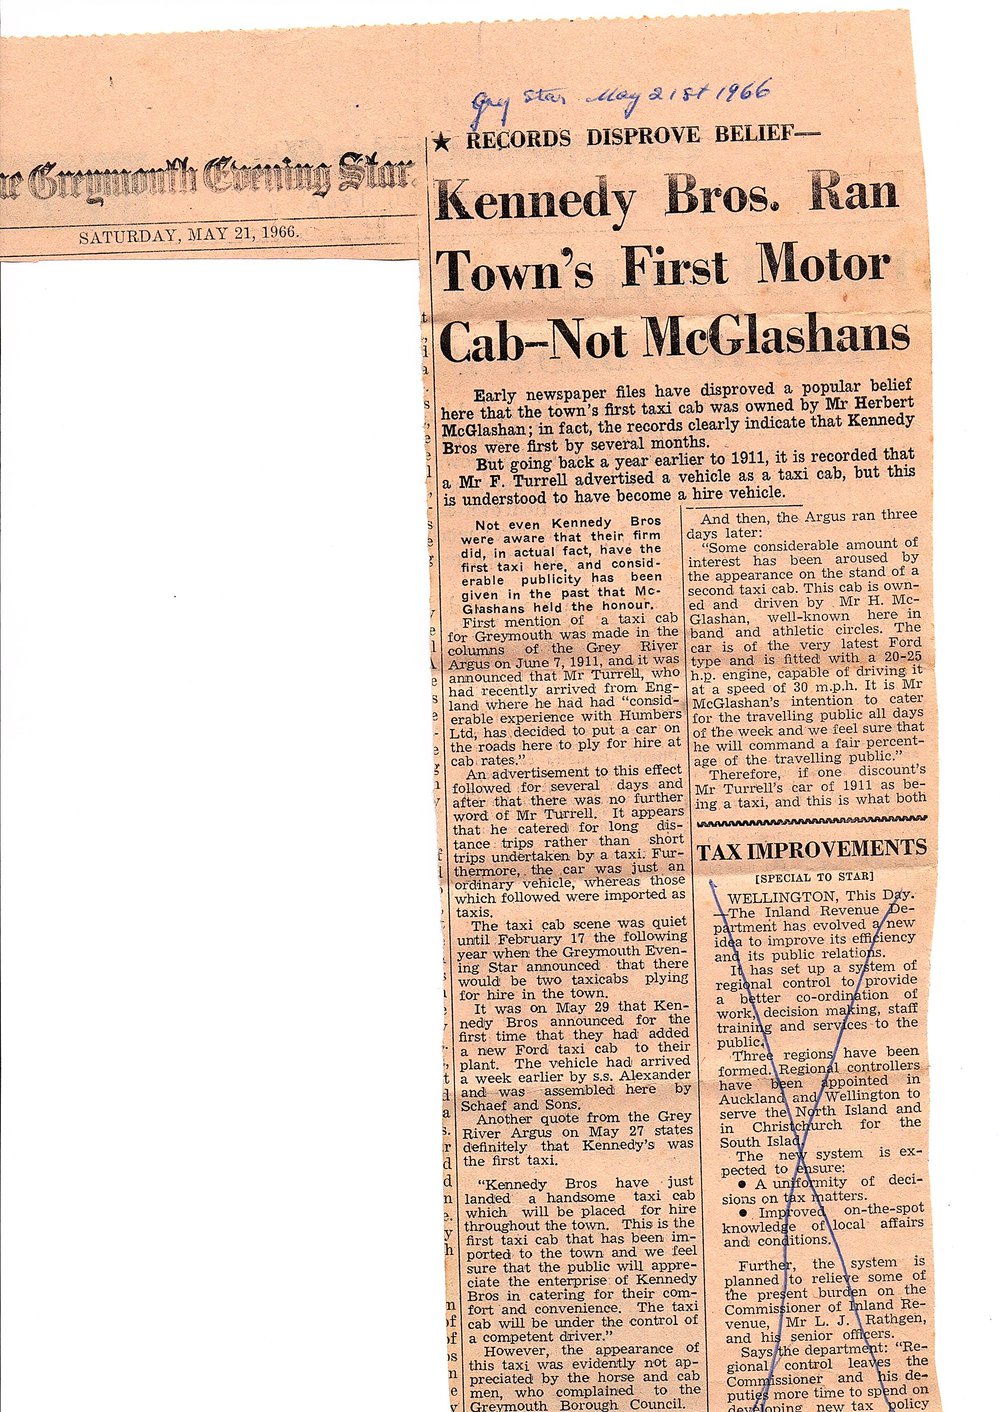 Grey Star May 21st 1966
Greymouth Evening Star.
SATURDAY, MAY 21, 1966.
★ RECORDS DISPROVE BELIEF—
Kennedy Bros. Ran
Town's First Motor
Cab—Not McGlashans
Early newspaper files have disproved a popular belief
here that the town's first taxi cab was owned by Mr Herbert
McGlashan; in fact, the records clearly indicate that Kennedy
Bros were first by several months.
But going back a year earlier to 1911, it is recorded that
a Mr F. Turrell advertised a vehicle as a taxi cab, but this
is understood to have become a hire vehicle.
Not even Kennedy Bros
were aware that their firm
did, in actual fact, have the
first taxi here, and consid-
erable publicity has been
given in the past that Mc-
Glashans held the honour.
First mention of a taxi cab
for Greymouth was made in the
columns of the Grey River
Argus on June 7, 1911, and it was
announced that Mr Turrell, who
had recently arrived from Eng-
land where he had had "consid-
erable experience with Humbers
Ltd, has decided to put a car on
the roads here to ply for hire at
cab rates."
An advertisement to this effect
followed for several days and
after that there was no further
word of Mr Turrell. It appears
that he catered for long dis-
tance trips rather than short
trips undertaken by a taxi. Fur-
thermore, the car was just an
ordinary vehicle, whereas those
which followed were imported as
taxis.
The taxi cab scene was quiet
until February 17 the following
year when the Greymouth Even-
ing Star announced that there
would be two taxicabs plying
for hire in the town.
It was on May 29 that Ken-
nedy Bros announced for the
first time that they had added
a new Ford taxi cab to their
plant. The vehicle had arrived
a week earlier by s.s. Alexander
and was assembled here by
Schaef and Sons.
Another quote from the Grey
River Argus on May 27 states
definitely that Kennedy's was
the first taxi.
"Kennedy Bros have just
landed a handsome taxi cab
which will be placed for hire
throughout the town. This is the
first taxi cab that has been im-
ported to the town and we feel
sure that the public will appre-
ciate the enterprise of Kennedy
Bros in catering for their com-
fort and convenience. The taxi
cab will be under the control of
a competent driver."
However, the appearance of
this taxi was evidently not ap-
preciated by the horse and cab
men, who complained to the
Greymouth Borough Council.
And then, the Argus ran three
days later:
"Some considerable amount of
interest has been aroused by
the appearance on the stand of a
second taxi cab. This cab is own-
ed and driven by Mr H. Mc-
Glashan, well-known here in
band and athletic circles. The
car is of the very latest Ford
type and is fitted with a 20-25
h.p. engine, capable of driving it
at a speed of 30 m.p.h. It is Mr
McGlashan's intention to cater
for the travelling public all days
of the week and we feel sure that
he will command a fair percent-
age of the travelling public."
Therefore, if one discount's
Mr Turrell's car of 1911 as be-
ing a taxi, and this is what both
TAX IMPROVEMENTS
[SPECIAL TO STAR]
WELLINGTON, This Day.
—The Inland Revenue De-
partment has evolved a new
idea to improve its efficiency
and its public relations.
It has set up a system of
regional control to provide
a better co-ordination of
work, decision making, staff
training and services to the
public.
Three regions have been
formed. Regional controllers
have been appointed in
Auckland and Wellington to
serve the North Island and
in Christchurch for the
South Islad.
The new system is ex-
pected to ensure:
● A uniformity of deci-
sions on tax matters.
● Improved on-the-spot
knowledge of local affairs
and conditions.
Further, the system is
planned to relieve some of
the present burden on the
Commissioner of Inland Re-
venue, Mr L. J. Rathgen,
and his senior officers.
Says the department: "Re-
gional control leaves the
Commissioner and his de-
puties more time to spend on
developing new tax policy